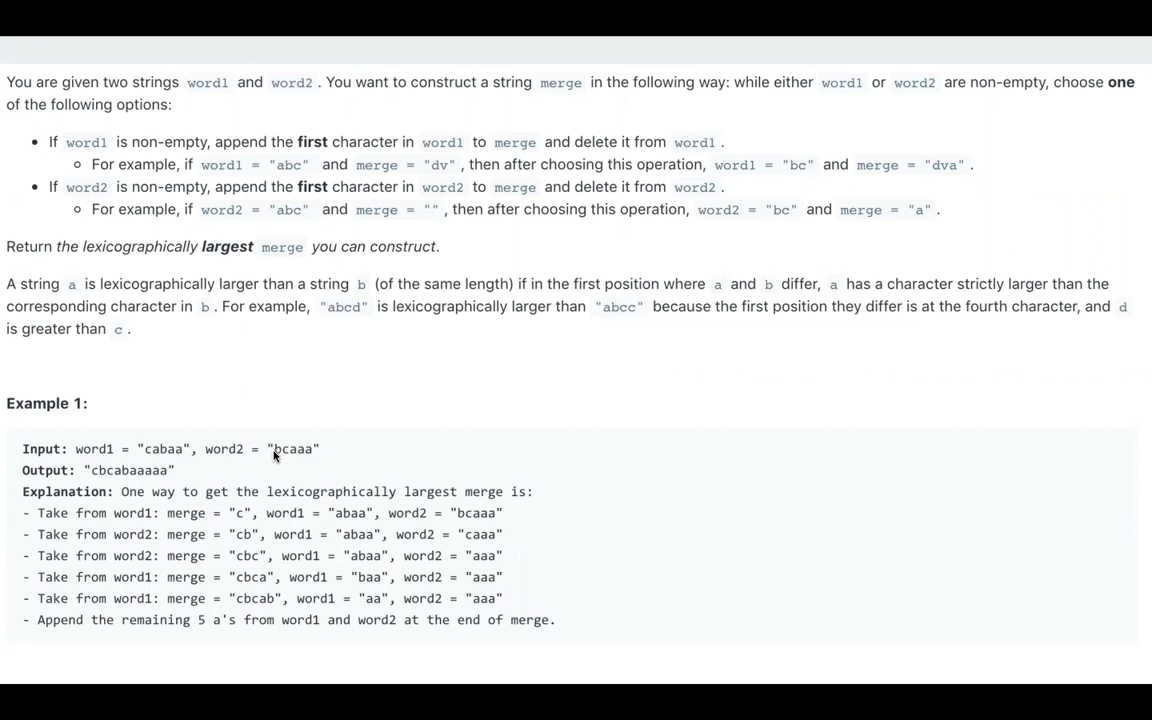 You are given two strings word1 and word2. You want to construct a string merge in the following way: while either word1 or word2 are non-empty, choose one
of the following options:
• If word1 is non-empty, append the first character in word1 to merge and delete it from word1.
◦ For example, if word1 = "abc" and merge = "dv", then after choosing this operation, word1 = "bc" and merge = "dva".
• If word2 is non-empty, append the first character in word2 to merge and delete it from word2.
◦ For example, if word2 = "abc" and merge = "", then after choosing this operation, word2 = "bc" and merge = "a".
Return the lexicographically largest merge you can construct.
A string a is lexicographically larger than a string b (of the same length) if in the first position where a and b differ, a has a character strictly larger than the
corresponding character in b. For example, "abcd" is lexicographically larger than "abcc" because the first position they differ is at the fourth character, and d
is greater than c.
Example 1:
Input: word1 = "cabaa", word2 = "bcaaa"
Output: "cbcabaaaaa"
Explanation: One way to get the lexicographically largest merge is:
- Take from word1: merge = "c", word1 = "abaa", word2 = "bcaaa"
- Take from word2: merge = "cb", word1 = "abaa", word2 = "caaa"
- Take from word2: merge = "cbc", word1 = "abaa", word2 = "aaa"
- Take from word1: merge = "cbca", word1 = "baa", word2 = "aaa"
- Take from word1: merge = "cbcab", word1 = "aa", word2 = "aaa"
- Append the remaining 5 a's from word1 and word2 at the end of merge.